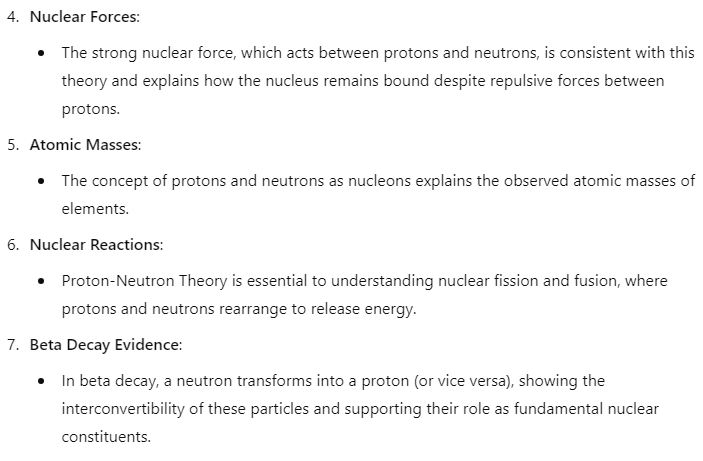 4. Nuclear Forces:
• The strong nuclear force, which acts between protons and neutrons, is consistent with this
theory and explains how the nucleus remains bound despite repulsive forces between
protons.
5. Atomic Masses:
• The concept of protons and neutrons as nucleons explains the observed atomic masses of
elements.
6. Nuclear Reactions:
• Proton-Neutron Theory is essential to understanding nuclear fission and fusion, where
protons and neutrons rearrange to release energy.
7. Beta Decay Evidence:
• In beta decay, a neutron transforms into a proton (or vice versa), showing the
interconvertibility of these particles and supporting their role as fundamental nuclear
constituents.